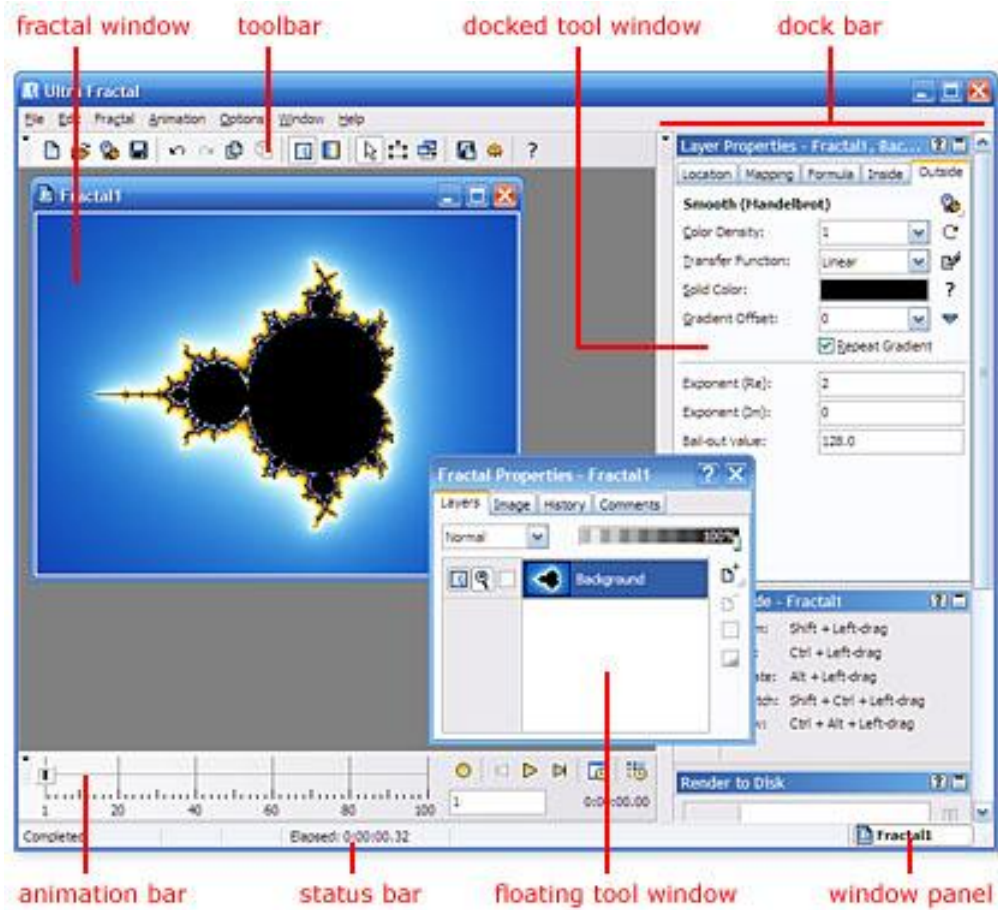 fractal window toolbar docked tool window dock bar
Ultra Fractal
File Edit Fractal Animation Options Window Help
?
Fractal1
Layer Properties - Fractal1, Bac...
Location Mapping Formula Inside Outside
Smooth (Mandelbrot)
Color Density: 1
Transfer Function: Linear
Solid Color:
Gradient Offset: 0
Repeat Gradient
Exponent (Re): 2
Exponent (Im): 0
Bail-out value: 128.0
Fractal Properties - Fractal1
Layers Image History Comments
Normal 100%
Background
de - Fractal1
m: Shift + Left-drag
: Ctrl + Left-drag
ate: Alt + Left-drag
tch: Shift + Ctrl + Left-drag
w: Ctrl + Alt + Left-drag
Render to Disk
1 20 40 60 80 100
1 0:00:00.00
Completed Elapsed: 0:00:00.32 Fractal1
animation bar status bar floating tool window window panel